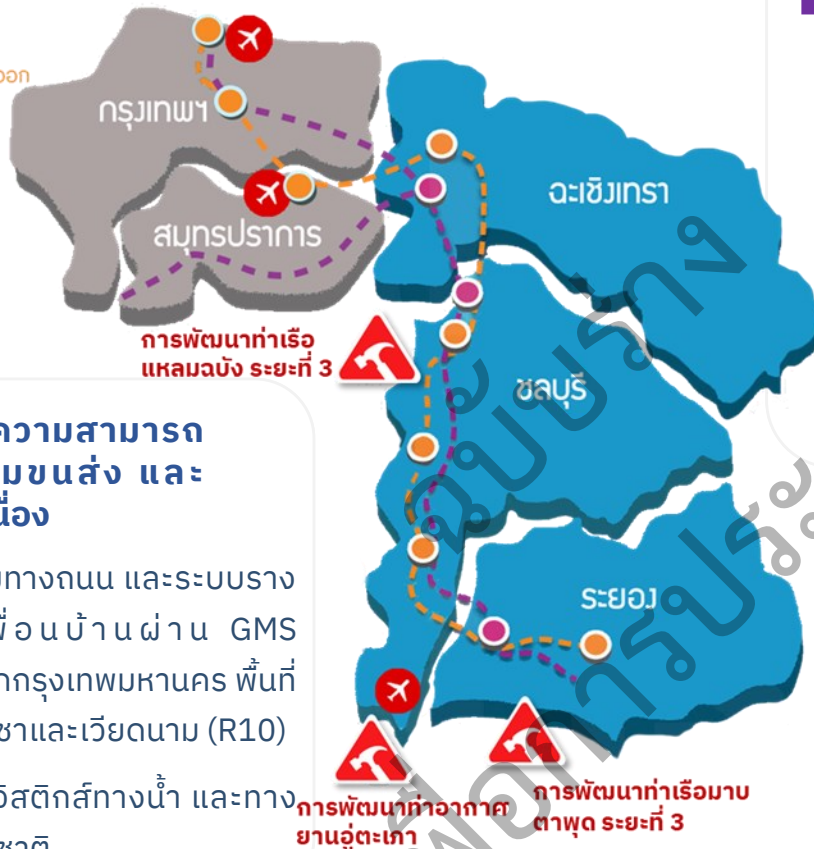 กรุงเทพฯ
ฉะเชิงเทรา
สมุทรปราการ
การพัฒนาท่าเรือ
แหลมฉบัง ระยะที่ 3
ชลบุรี
ความสามารถ
ขนส่ง และ
ทางถนน และระบบราง
เพื่อนบ้านผ่าน GMS
กรุงเทพมหานคร พื้นที่
และเวียดนาม (R10)
ระยอง
ทางน้ำ และทาง
การพัฒนาท่าอากาศ
ยานอู่ตะเภา
การพัฒนาท่าเรือมาบ
ตาพุด ระยะที่ 3
ฉบับร่าง